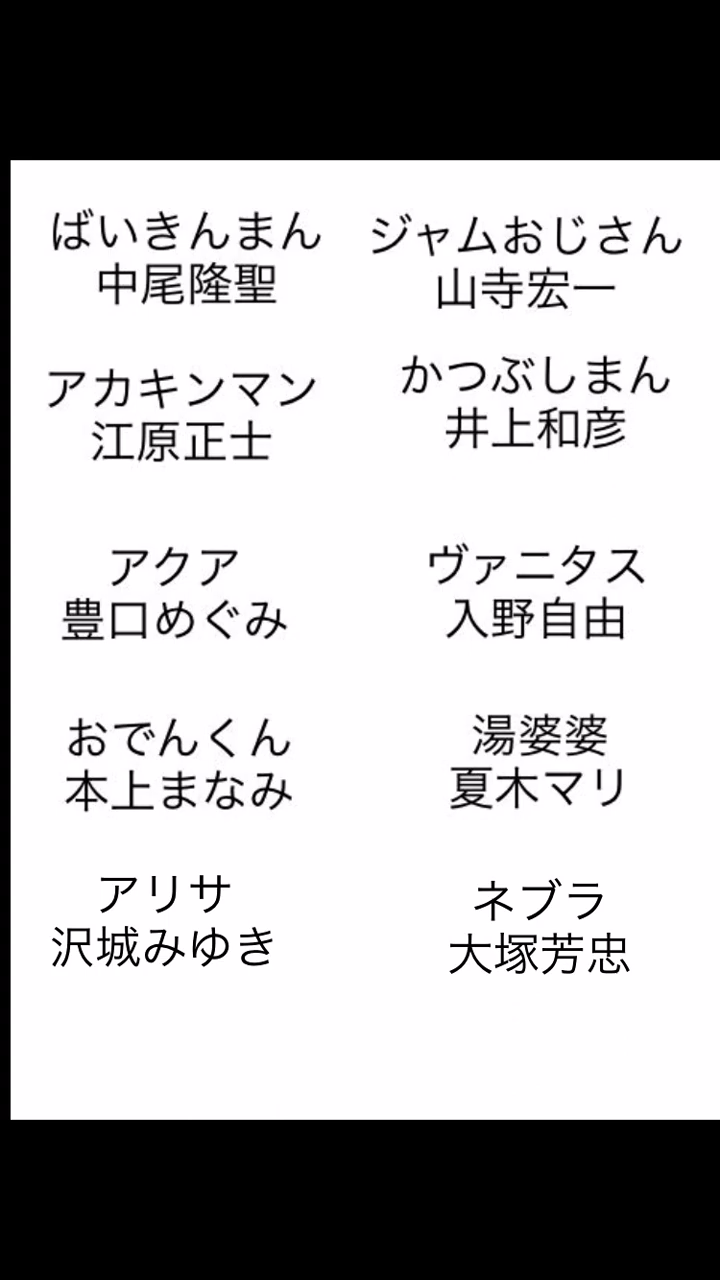 ばいきんまん
中尾隆聖
ジャムおじさん
山寺宏一
アカキンマン
江原正士
かつぶしまん
井上和彦
アクア
豊口めぐみ
ヴァニタス
入野自由
おでんくん
本上まなみ
湯婆婆
夏木マリ
アリサ
沢城みゆき
ネブラ
大塚芳忠